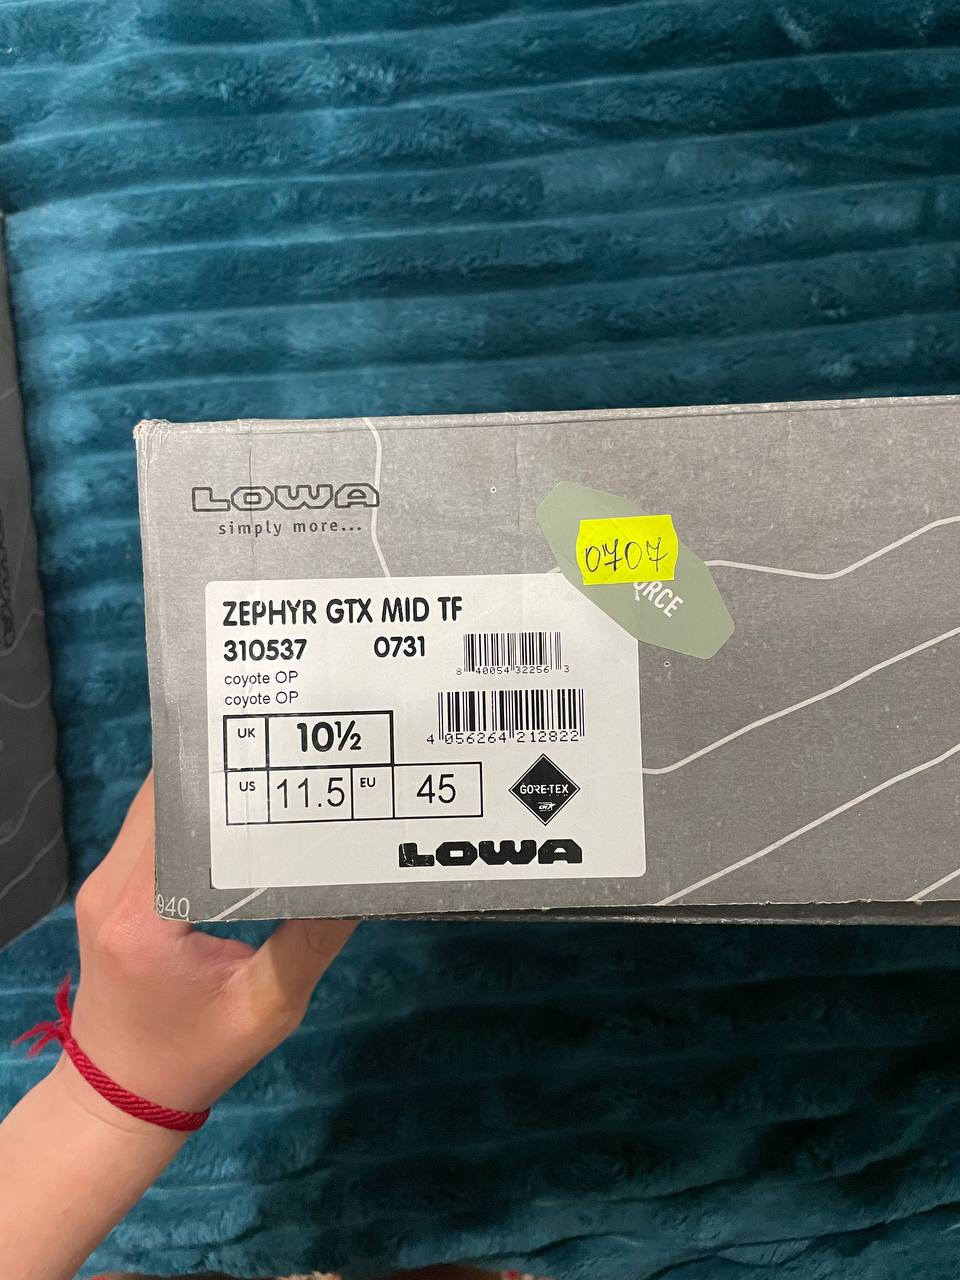 LOWA
simply more...
0707
ZEPHYR GTX MID TF
310537 0731
coyote OP
coyote OP
8 40054 32256 3
4 056264 212822
UK 10½
US 11.5 EU 45
GORE-TEX
LOWA
940